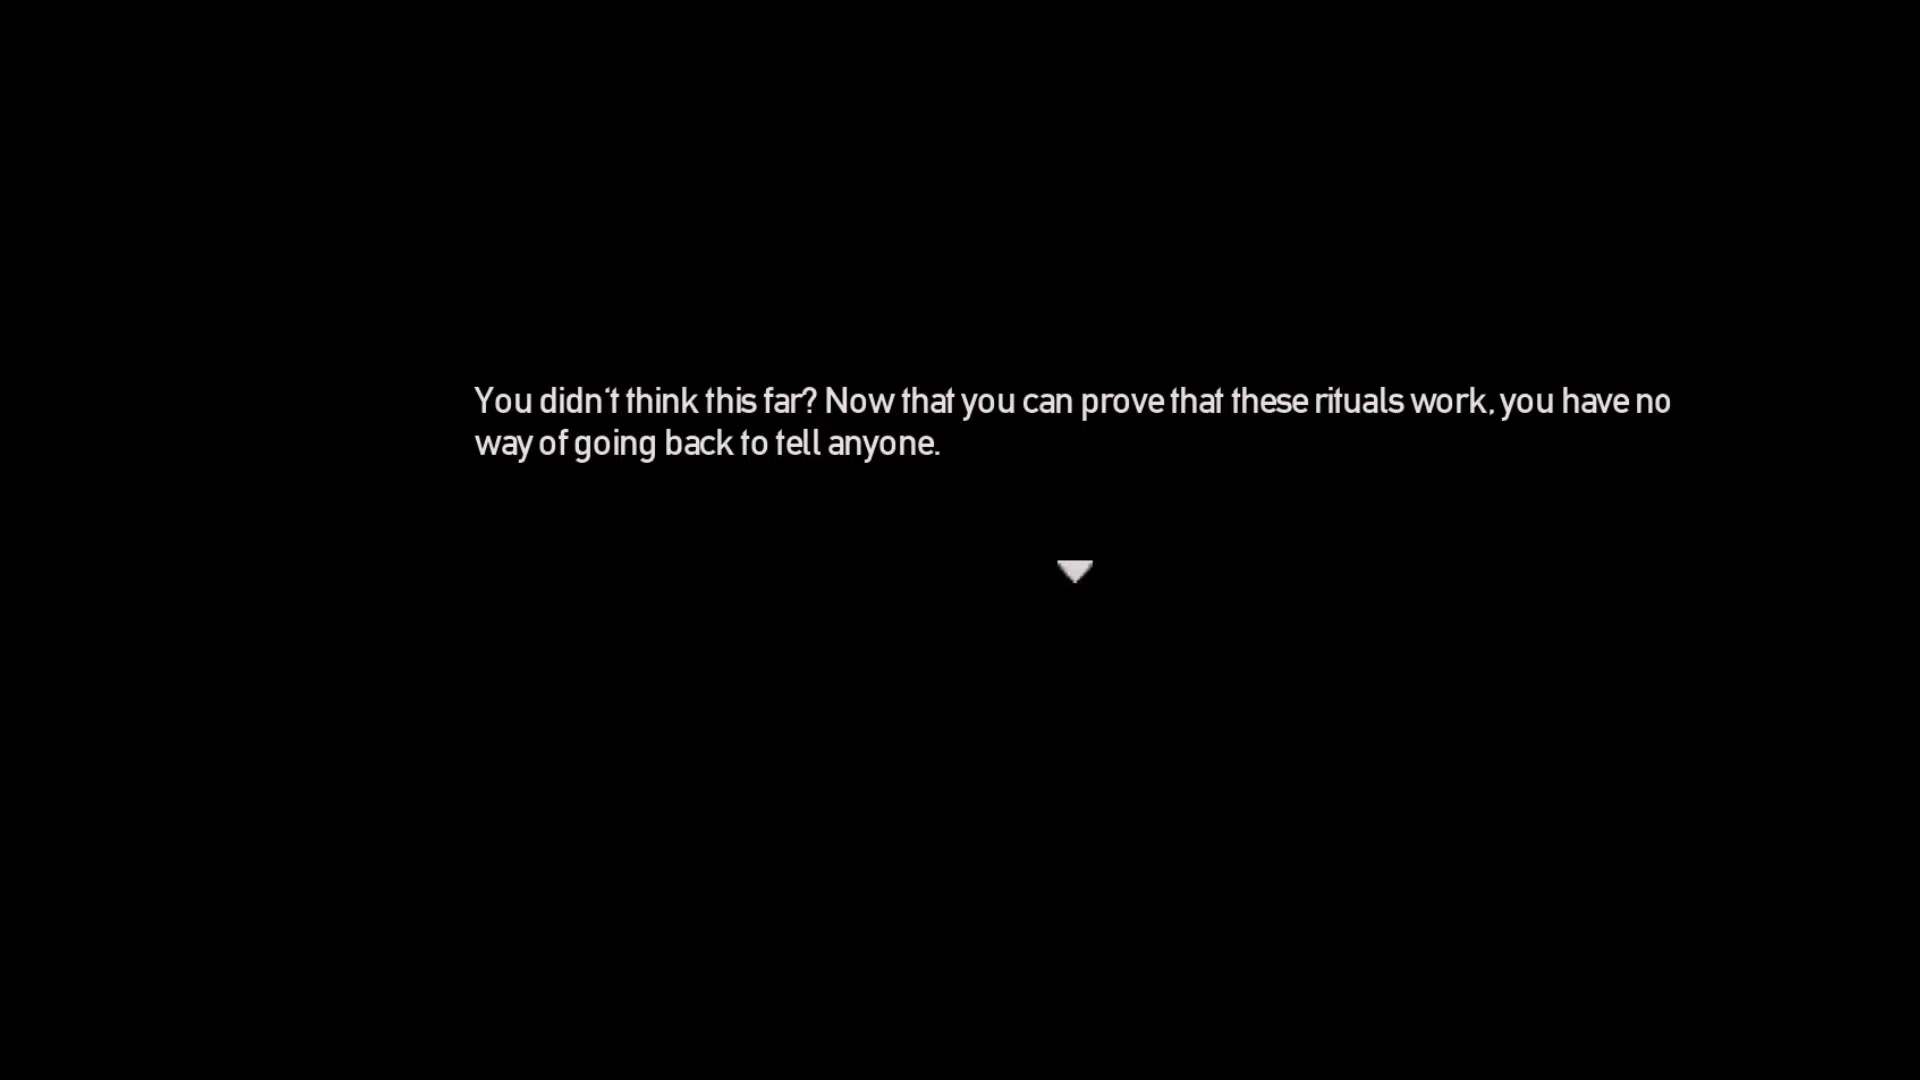 You didn't think this far? Now that you can prove that these rituals work, you have no
way of going back to tell anyone.